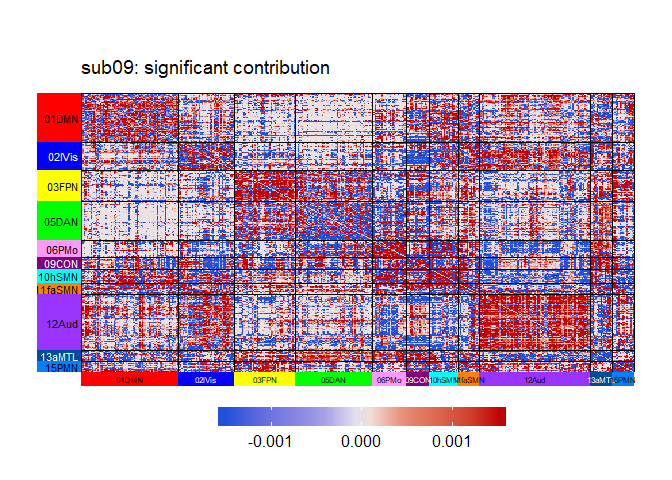 sub09: significant contribution
01DMN
02lVis
03FPN
05DAN
06PMo
09CON
10hSMN
11faSMN
12Aud
13aMTL
15PMN
01DMN
02lVis
03FPN
05DAN
06PMo
09CON
10hSMN
11faSMN
12Aud
13aMTL
15PMN
-0.001
0.000
0.001